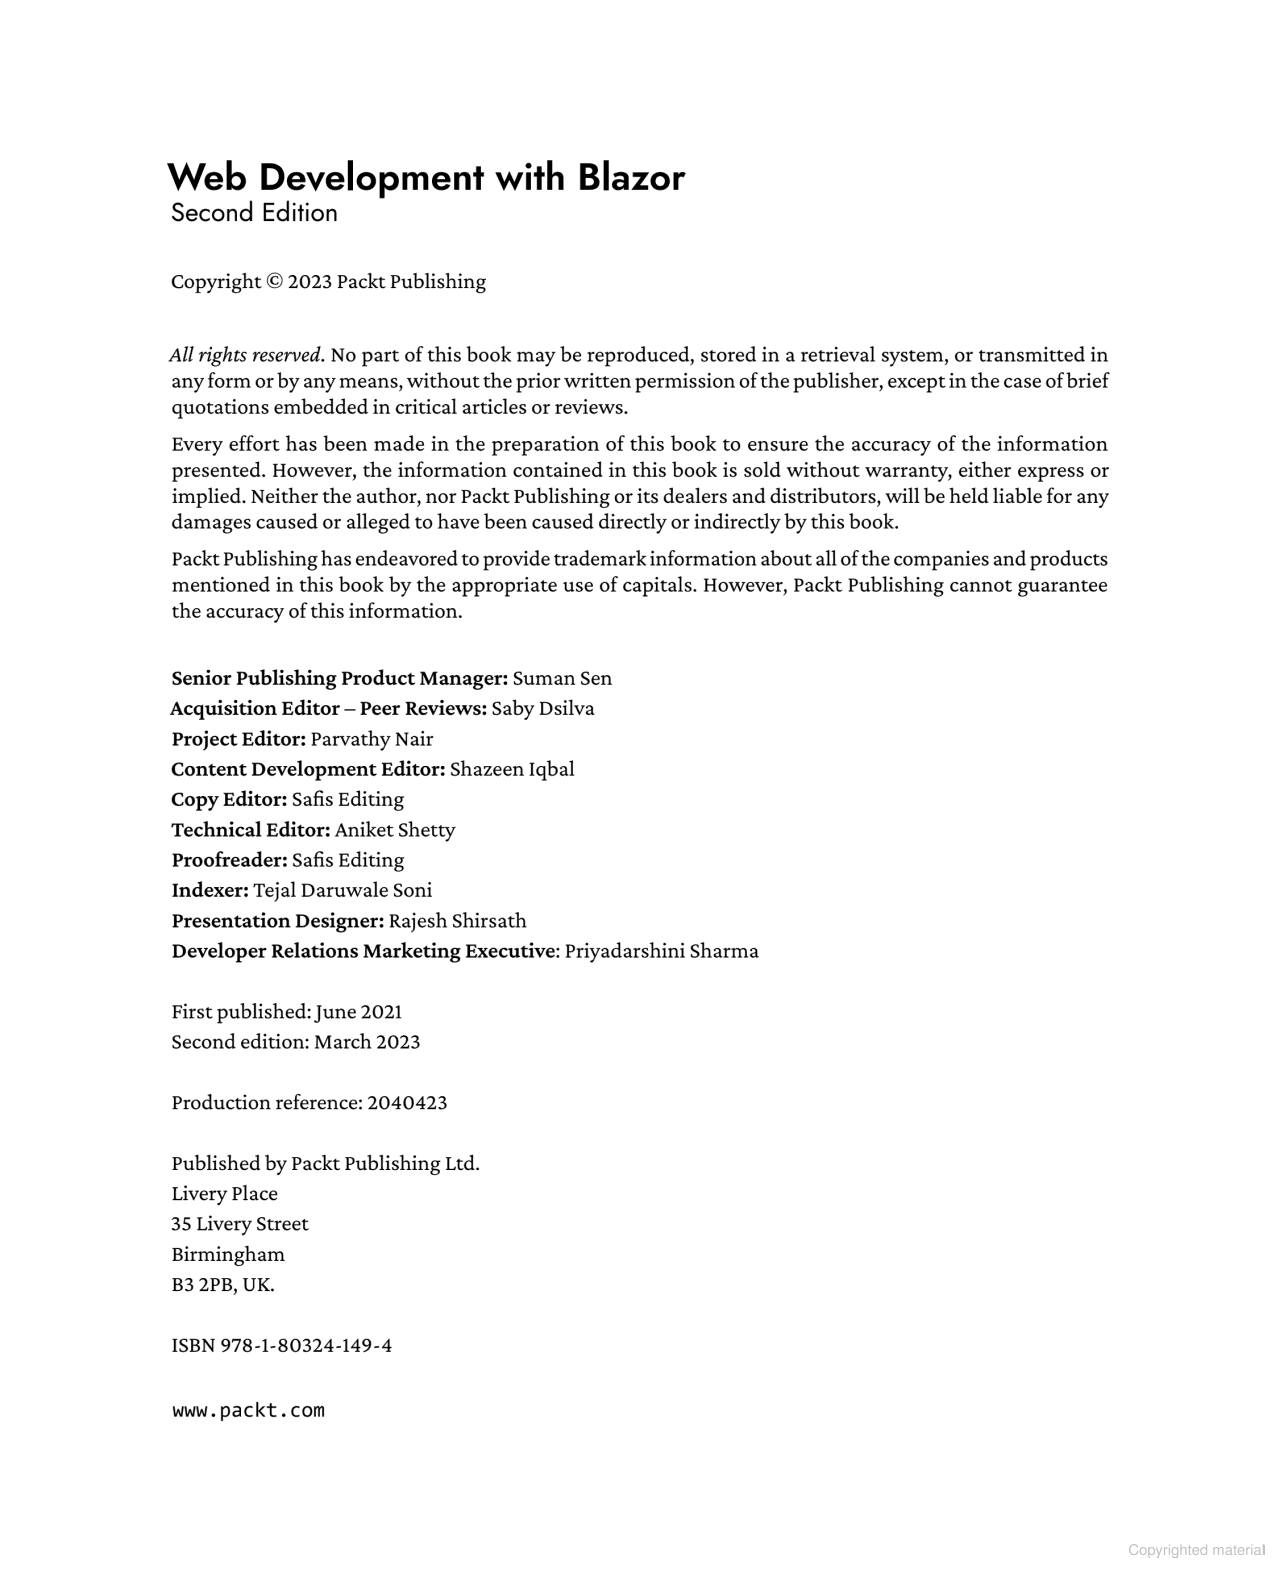 Web Development with Blazor
Second Edition
Copyright © 2023 Packt Publishing
All rights reserved. No part of this book may be reproduced, stored in a retrieval system, or transmitted in
any form or by any means, without the prior written permission of the publisher, except in the case of brief
quotations embedded in critical articles or reviews.
Every effort has been made in the preparation of this book to ensure the accuracy of the information
presented. However, the information contained in this book is sold without warranty, either express or
implied. Neither the author, nor Packt Publishing or its dealers and distributors, will be held liable for any
damages caused or alleged to have been caused directly or indirectly by this book.
Packt Publishing has endeavored to provide trademark information about all of the companies and products
mentioned in this book by the appropriate use of capitals. However, Packt Publishing cannot guarantee
the accuracy of this information.
Senior Publishing Product Manager: Suman Sen
Acquisition Editor – Peer Reviews: Saby Dsilva
Project Editor: Parvathy Nair
Content Development Editor: Shazeen Iqbal
Copy Editor: Safis Editing
Technical Editor: Aniket Shetty
Proofreader: Safis Editing
Indexer: Tejal Daruwale Soni
Presentation Designer: Rajesh Shirsath
Developer Relations Marketing Executive: Priyadarshini Sharma
First published: June 2021
Second edition: March 2023
Production reference: 2040423
Published by Packt Publishing Ltd.
Livery Place
35 Livery Street
Birmingham
B3 2PB, UK.
ISBN 978-1-80324-149-4
www.packt.com
Copyrighted material